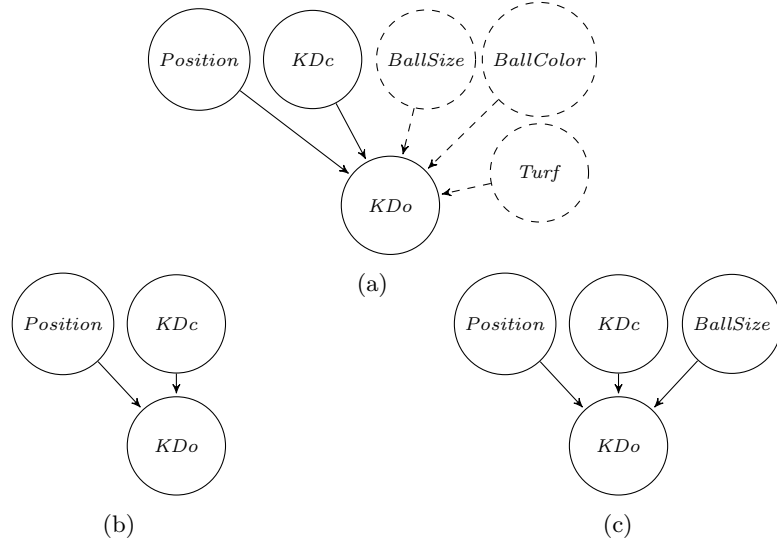 Position KDc BallSize BallColor
Turf
KDo
(a)
Position KDc
KDo
(b)
Position KDc BallSize
KDo
(c)